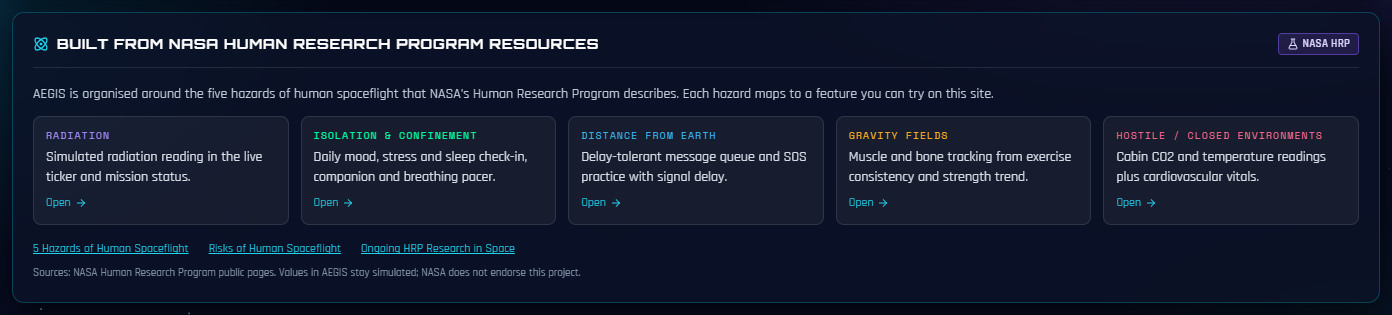 BUILT FROM NASA HUMAN RESEARCH PROGRAM RESOURCES
NASA HRP
AEGIS is organised around the five hazards of human spaceflight that NASA's Human Research Program describes. Each hazard maps to a feature you can try on this site.
RADIATION
Simulated radiation reading in the live
ticker and mission status.
Open →
ISOLATION & CONFINEMENT
Daily mood, stress and sleep check-in,
companion and breathing pacer.
Open →
DISTANCE FROM EARTH
Delay-tolerant message queue and SOS
practice with signal delay.
Open →
GRAVITY FIELDS
Muscle and bone tracking from exercise
consistency and strength trend.
Open →
HOSTILE / CLOSED ENVIRONMENTS
Cabin CO2 and temperature readings
plus cardiovascular vitals.
Open →
5 Hazards of Human Spaceflight
Risks of Human Spaceflight
Ongoing HRP Research in Space
Sources: NASA Human Research Program public pages. Values in AEGIS stay simulated; NASA does not endorse this project.